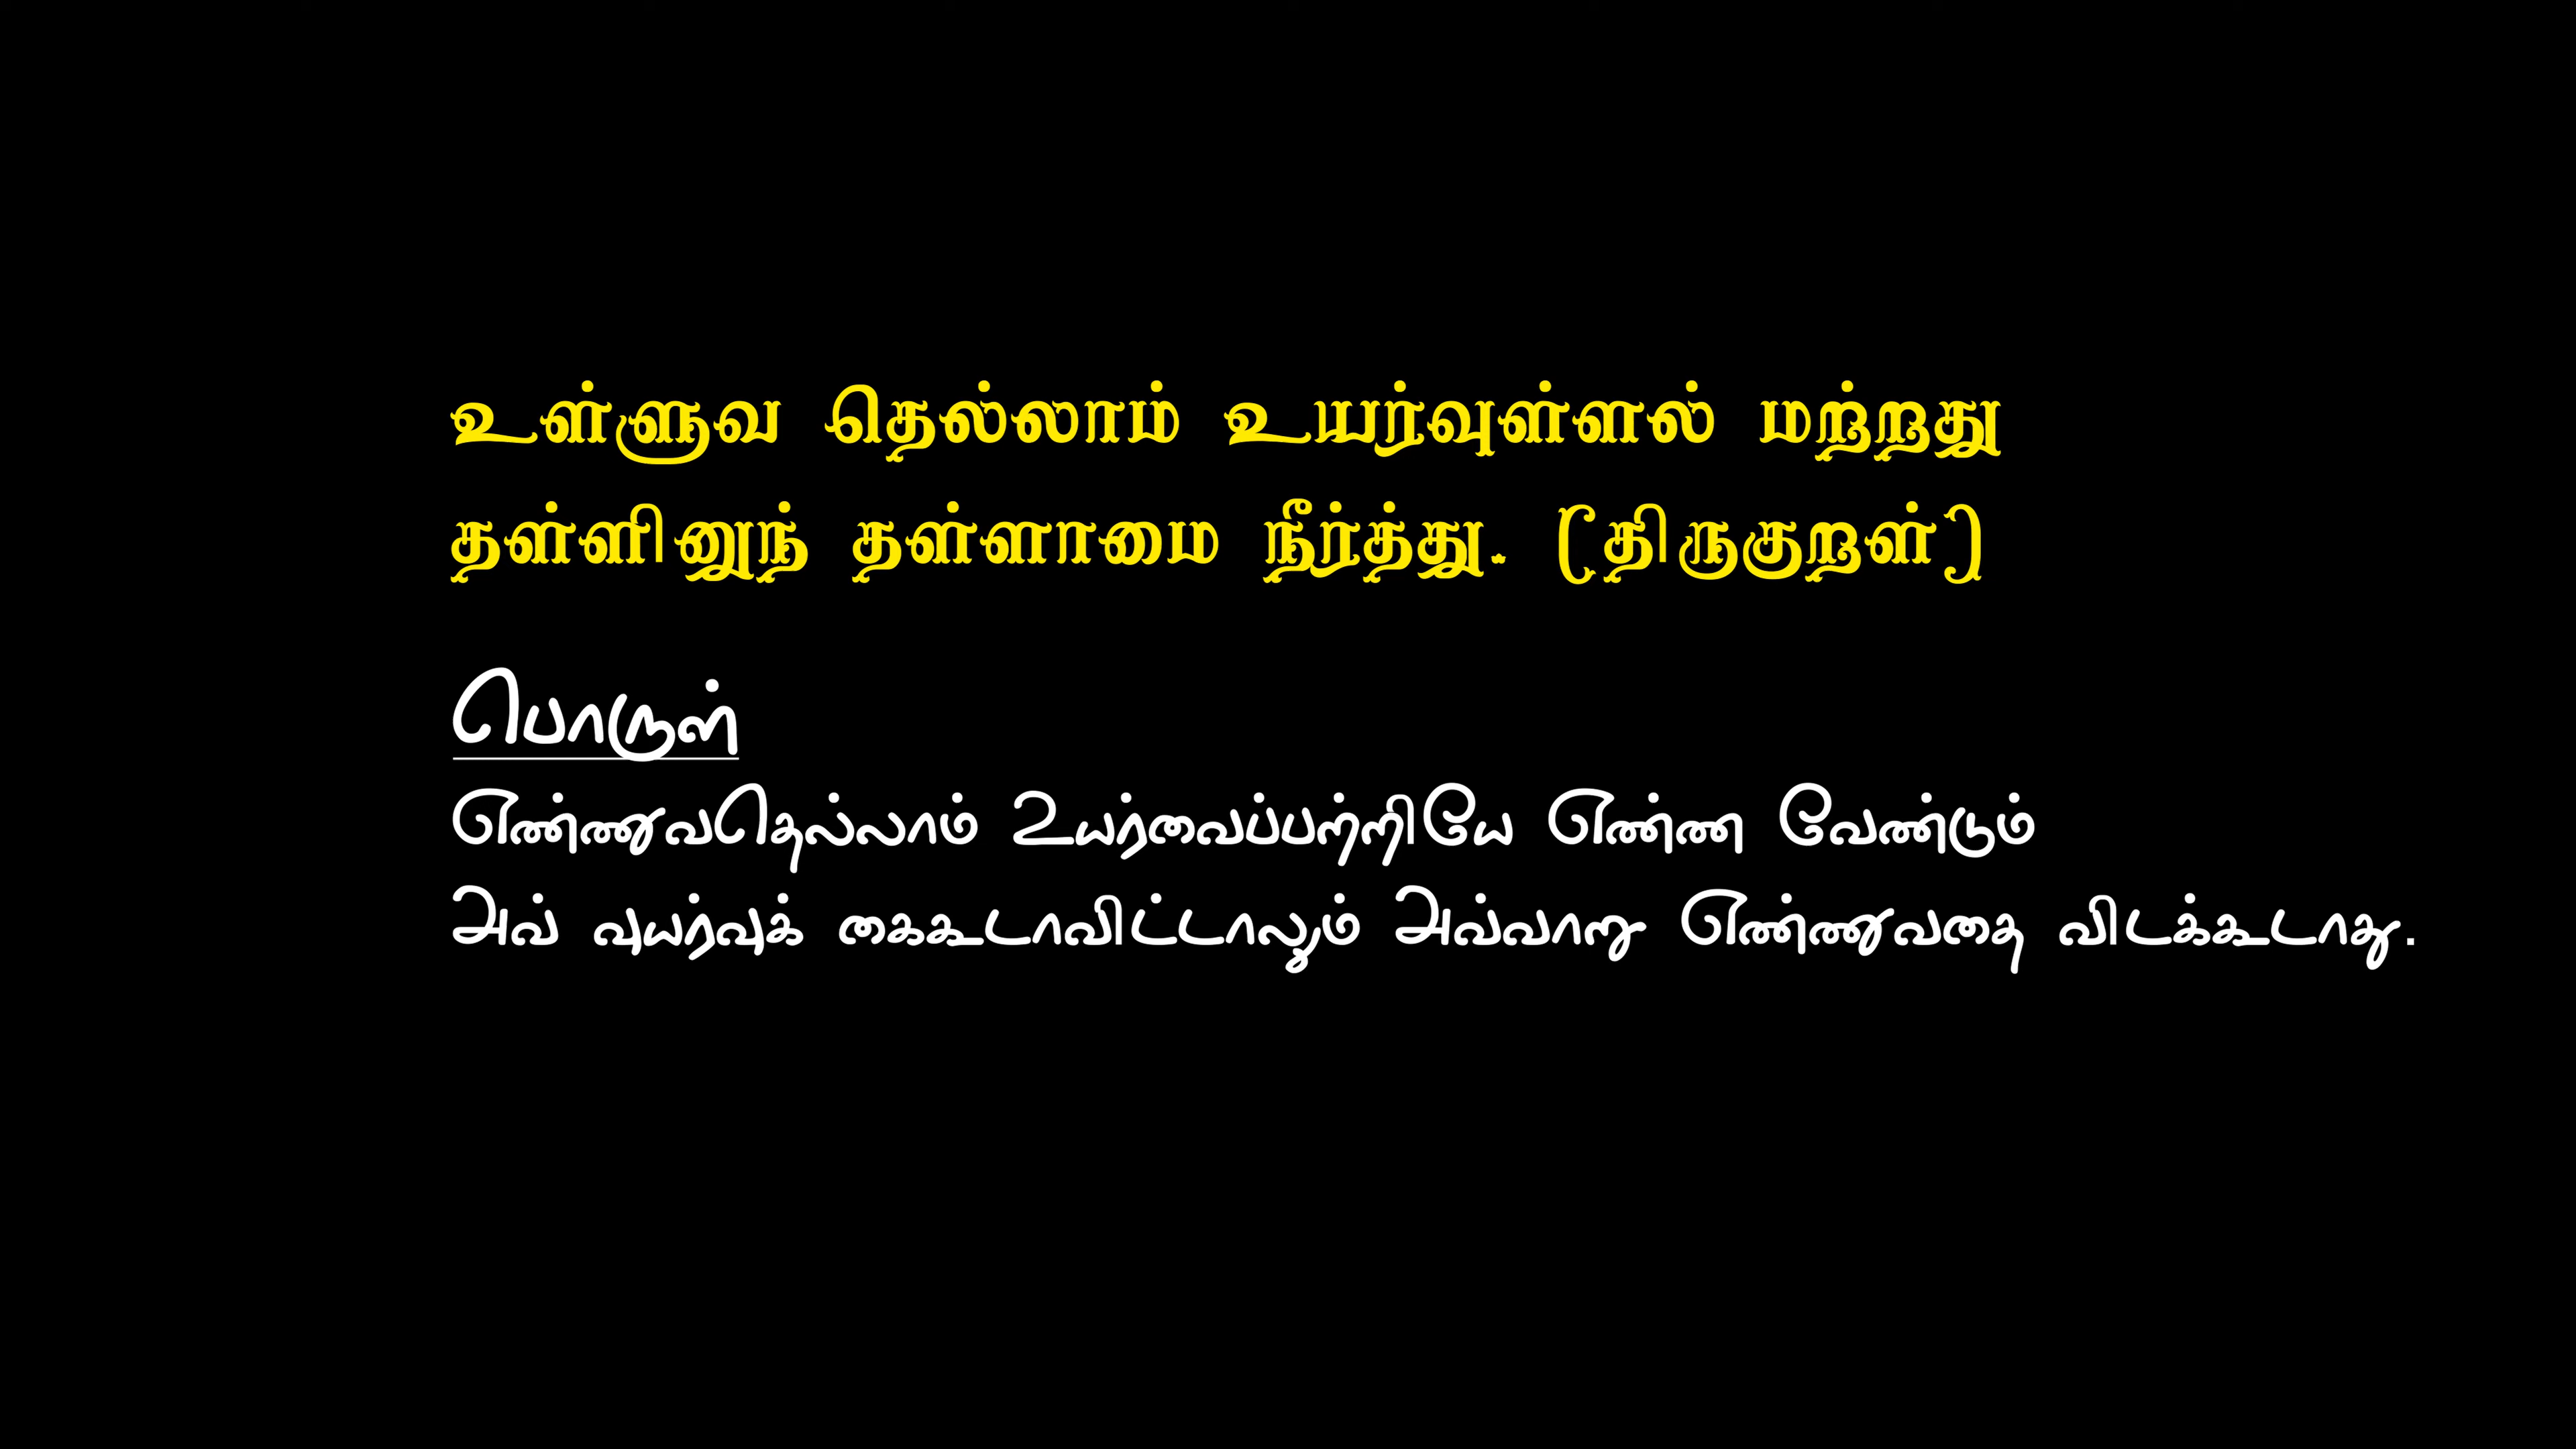 உள்ளுவ தெல்லாம் உயர்வுள்ளல் மற்றது
தள்ளினுந் தள்ளாமை நீர்த்து. (திருகுறள்)
பொருள்
எண்ணுவதெல்லாம் உயர்வைப்பற்றியே எண்ண வேண்டும்
அவ் வுயர்வுக் கைகூடாவிட்டாலும் அவ்வாறு எண்ணுவதை விடக்கூடாது.